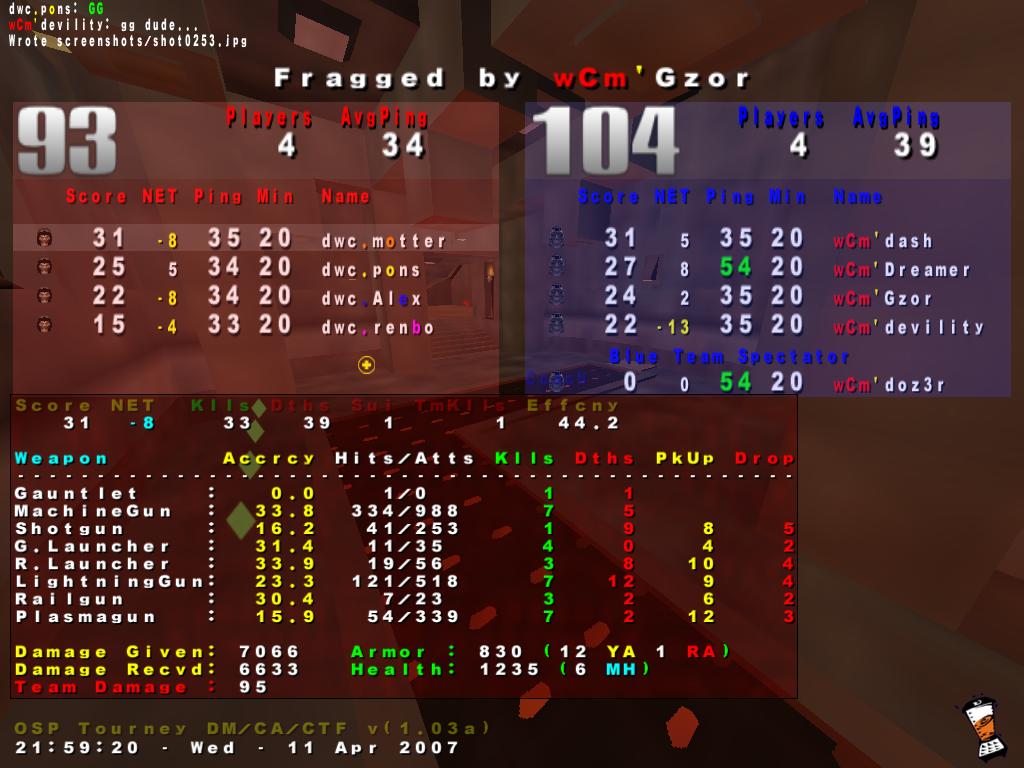 dwc.pons: GG
wCm'devility: gg dude...
Wrote screenshots/shot0253.jpg
Fragged by wCm'Gzor
93 Players AvgPing
4 34
Score NET Ping Min Name
31 -8 35 20 dwc.motter
25 5 34 20 dwc.pons
22 -8 34 20 dwc.Alex
15 -4 33 20 dwc.renbo
104 Players AvgPing
4 39
Score NET Ping Min Name
31 5 35 20 wCm'dash
27 8 54 20 wCm'Dreamer
24 2 35 20 wCm'Gzor
22 -13 35 20 wCm'devility
Blue Team Spectator
0 0 54 20 wCm'doz3r
Score NET Klls Dths Sui TmKlls Effcny
31 -8 33 39 1 1 44.2
Weapon Accrcy Hits/Atts Klls Dths PkUp Drop
Gauntlet : 0.0 1/0 1 1
MachineGun : 33.8 334/988 7 5
Shotgun : 16.2 41/253 1 9 8 5
G.Launcher : 31.4 11/35 4 0 4 2
R.Launcher : 33.9 19/56 3 8 10 4
LightningGun: 23.3 121/518 7 12 9 4
Railgun : 30.4 7/23 3 2 6 2
Plasmagun : 15.9 54/339 7 2 12 3
Damage Given: 7066 Armor : 830 (12 YA 1 RA)
Damage Recvd: 6633 Health: 1235 (6 MH)
Team Damage : 95
OSP Tourney DM/CA/CTF v(1.03a)
21:59:20 - Wed - 11 Apr 2007